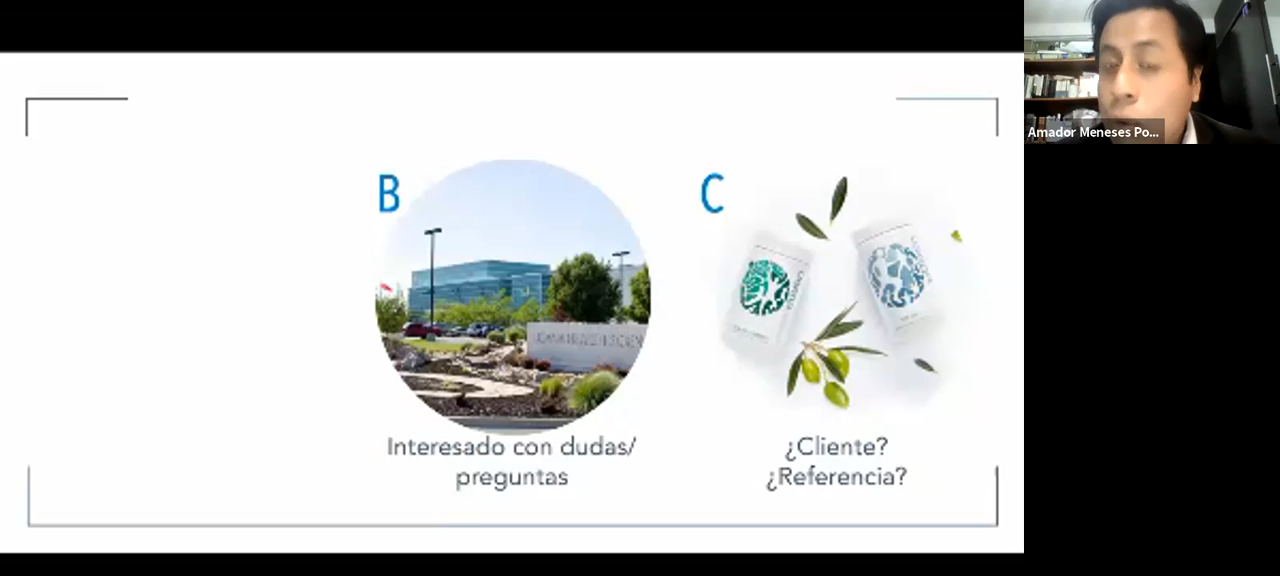 Amador Meneses Po...
B
C
Interesado con dudas/
preguntas
¿Cliente?
¿Referencia?